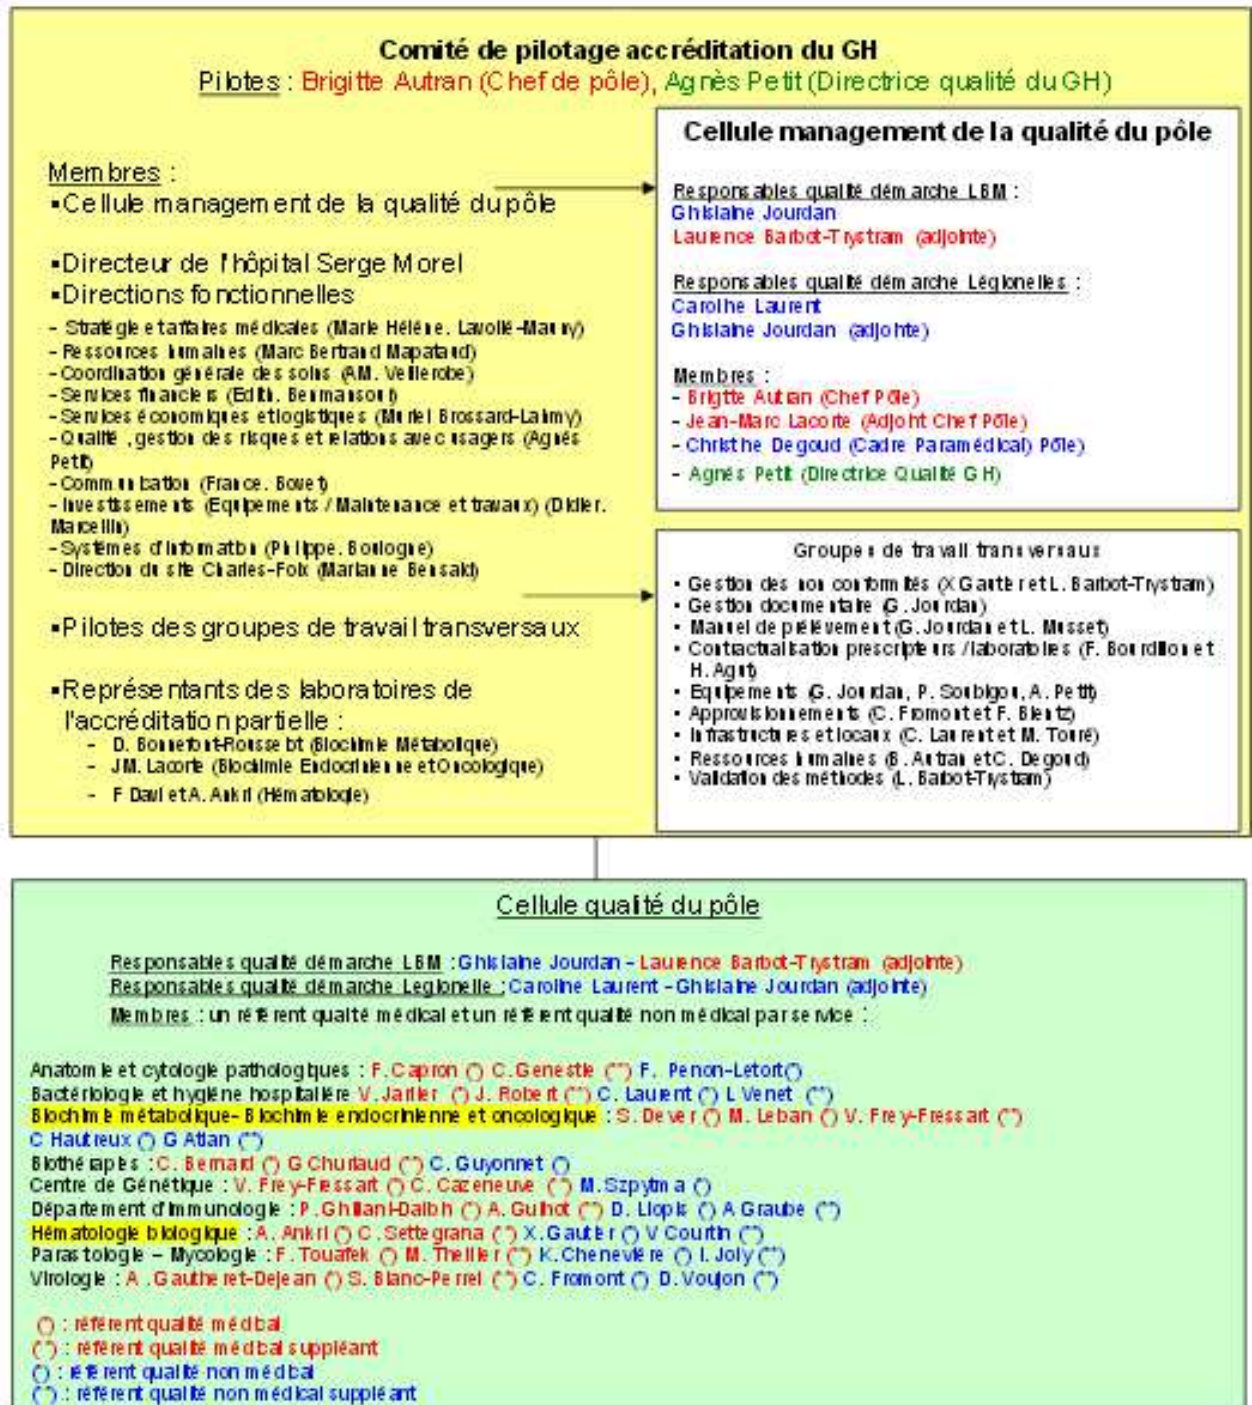 Comité de pilotage accréditation du GH
Pilotes : Brigitte Autran (Chef de pôle), Agnès Petit (Directrice qualité du GH)
Membres :
▪Cellule management de la qualité du pôle
▪Directeur de l'hôpital Serge Morel
▪Directions fonctionnelles
- Stratégie et affaires médicales (Marie Hélène. Lavollé-Mauny)
- Ressources humaines (Marc Bertrand Mapataud)
- Coordination générale des soins (AM. Veillerobe)
- Services financiers (Edith. Benmansour)
- Services économiques et logistiques (Muriel Brossard-Lahmy)
- Qualité, gestion des risques et relations avec usagers (Agnès
Petit)
- Communication (France. Bovet)
- Investissements (Equipements / Maintenance et travaux) (Didier.
Marcellin)
- Systèmes d'information (Philippe. Boulogne)
- Direction du site Charles-Foix (Marianne Bensaid)
▪Pilotes des groupes de travail transversaux
▪Représentants des laboratoires de
l'accréditation partielle :
- D. Bonnefont-Rousselot (Biochimie Métabolique)
- JM. Lacorte (Biochimie Endocrinienne et Oncologique)
- F Davi et A. Ankri (Hématologie)
Cellule management de la qualité du pôle
Responsables qualité démarche LBM :
Ghislaine Jourdan
Laurence Barbot-Trystram (adjointe)
Responsables qualité démarche Légionelles :
Caroline Laurent
Ghislaine Jourdan (adjointe)
Membres :
- Brigitte Autran (Chef Pôle)
- Jean-Marc Lacorte (Adjoint Chef Pôle)
- Christine Degoud (Cadre Paramédical) Pôle)
- Agnès Petit (Directrice Qualité GH)
Groupes de travail transversaux
• Gestion des non conformités (X Gautier et L. Barbot-Trystram)
• Gestion documentaire (G. Jourdan)
• Manuel de prélèvement (G. Jourdan et L. Musset)
• Contractualisation prescripteurs / laboratoires (F. Bourdillon et
H. Agut)
• Equipements (G. Jourdan, P. Soubigou, A. Petit)
• Approvisionnements (C. Fromont et F. Bientz)
• Infrastructures et locaux (C. Laurent et M. Touré)
• Ressources humaines (B. Autran et C. Degoud)
• Validation des méthodes (L. Barbot-Trystram)
Cellule qualité du pôle
Responsables qualité démarche LBM : Ghislaine Jourdan - Laurence Barbot-Trystram (adjointe)
Responsables qualité démarche Legionelle : Caroline Laurent - Ghislaine Jourdan (adjointe)
Membres : un référent qualité médical et un référent qualité non médical par service :
Anatomie et cytologie pathologiques : F. Capron (*) C. Genestie (**) F. Penon-Letort (*)
Bactériologie et hygiène hospitalière V. Jarlier (*) J. Robert (**) C. Laurent (*) L Venet (**)
Biochimie métabolique- Biochimie endocrinienne et oncologique : S. Dever (*) M. Leban (*) V. Frey-Fressart (**)
C Hautreux (*) G Atlan (**)
Biothérapies : C. Bernard (*) G Churlaud (**) C. Guyonnet (*)
Centre de Génétique : V. Frey-Fressart (*) C. Cazeneuve (**) M. Szpytma (*)
Département d'Immunologie : P. Ghillani-Dalbin (*) A. Guihot (**) D. Llopis (*) A Graube (**)
Hématologie biologique : A. Ankri (*) C. Settegrana (**) X. Gautier (*) V Courtin (**)
Parasitologie - Mycologie : F. Touafek (*) M. Thellier (**) K. Chenevière (*) I. Joly (**)
Virologie : A. Gautheret-Dejean (*) S. Blanc-Perret (**) C. Fromont (*) D. Voujon (**)
(*) : référent qualité médical
(**) : référent qualité médical suppléant
(*) : référent qualité non médical
(**) : référent qualité non médical suppléant